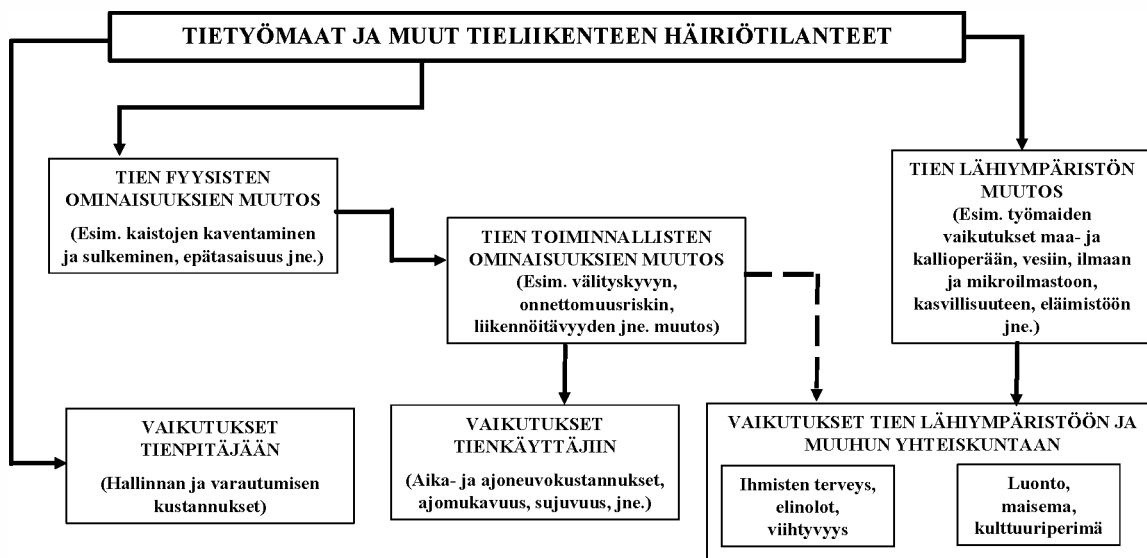 TIETYÖMAAT JA MUUT TIELIIKENTEEN HÄIRIÖTILANTEET
TIEN FYYSISTEN
OMINAISUUKSIEN MUUTOS
(Esim. kaistojen kaventaminen
ja sulkeminen, epätasaisuus jne.)
TIEN TOIMINNALLISTEN
OMINAISUUKSIEN MUUTOS
(Esim. välityskyvyn,
onnettomuusriskin,
liikennöitävyyden jne. muutos)
TIEN LÄHIYMPÄRISTÖN
MUUTOS
(Esim. työmaiden
vaikutukset maa- ja
kallioperään, vesiin, ilmaan
ja mikroilmastoon,
kasvillisuuteen, eläimistöön
jne.)
VAIKUTUKSET
TIENPITÄJÄÄN
(Hallinnan ja varautumisen
kustannukset)
VAIKUTUKSET
TIENKÄYTTÄJIIN
(Aika- ja ajoneuvokustannukset,
ajomukavuus, sujuvuus, jne.)
VAIKUTUKSET TIEN LÄHIYMPÄRISTÖÖN JA
MUUHUN YHTEISKUNTAAN
Ihmisten terveys,
elinolot,
viihtyvyys
Luonto,
maisema,
kulttuuriperimä